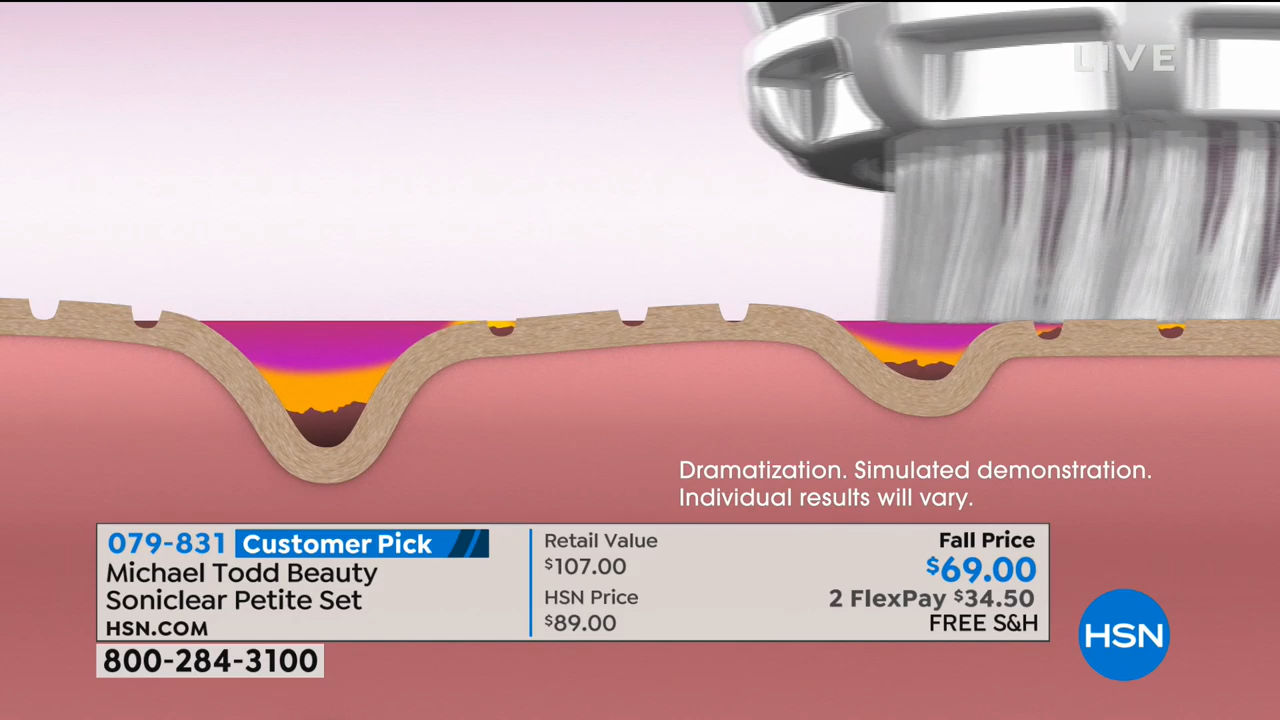 LIVE
Dramatization. Simulated demonstration.
Individual results will vary.
079-831 Customer Pick
Michael Todd Beauty
Soniclear Petite Set
HSN.COM
Retail Value
$107.00
HSN Price
$89.00
Fall Price
$69.00
2 FlexPay $34.50
FREE S&H
800-284-3100
HSN